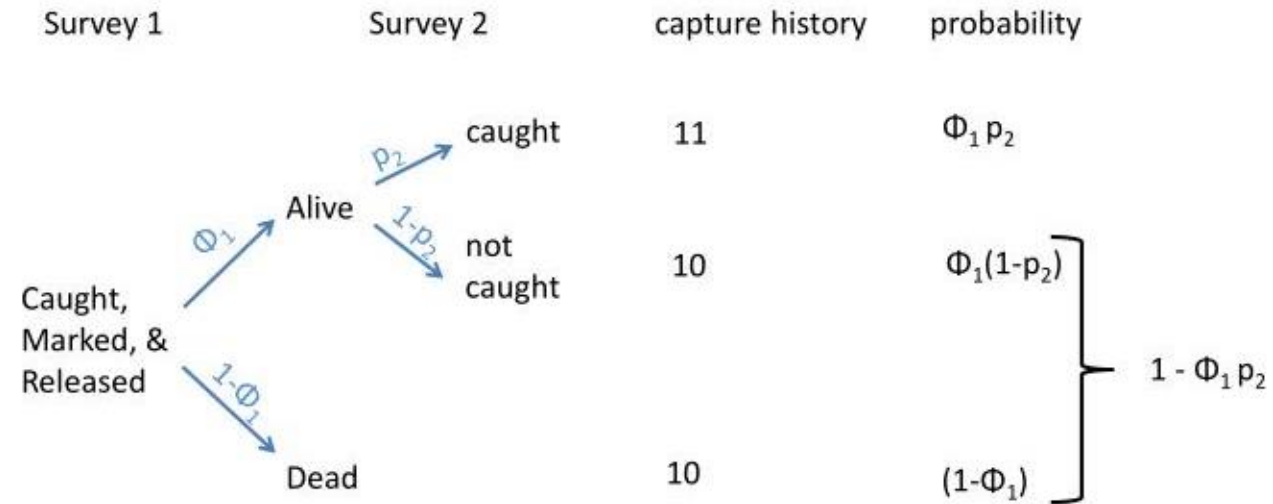 Survey 1 Survey 2 capture history probability
caught 11 Φ₁ p₂
p₂
Alive
Φ₁
1-p₂
not
caught
10 Φ₁(1-p₂)
Caught,
Marked, &
Released
1-Φ₁
1 - Φ₁ p₂
Dead 10 (1-Φ₁)